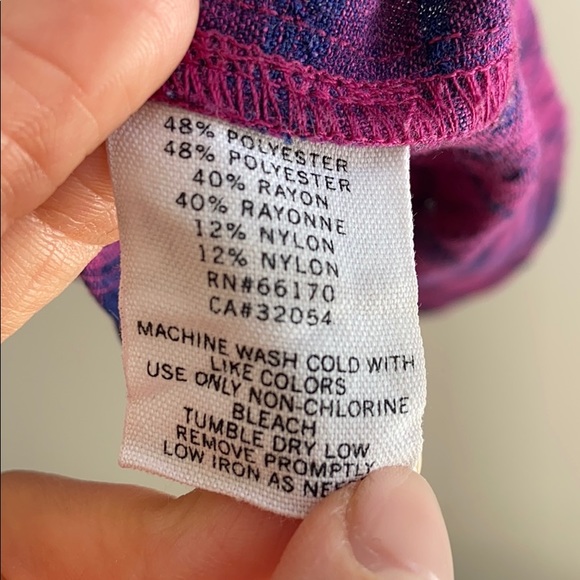 48% POLYESTER
48% POLYESTER
40% RAYON
40% RAYONNE
12% NYLON
12% NYLON
RN#66170
CA#32054
MACHINE WASH COLD WITH
LIKE COLORS
USE ONLY NON-CHLORINE
BLEACH
TUMBLE DRY LOW
REMOVE PROMPTLY
LOW IRON AS